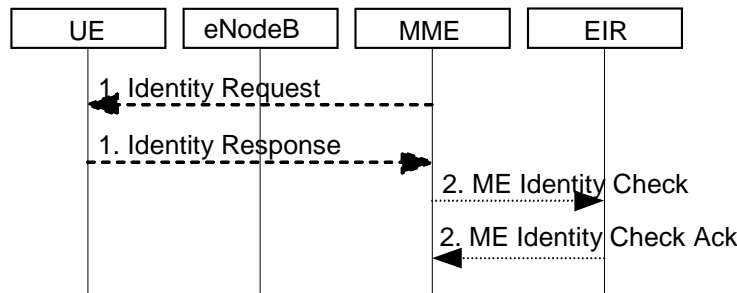 UE eNodeB MME EIR
1. Identity Request
1. Identity Response
2. ME Identity Check
2. ME Identity Check Ack